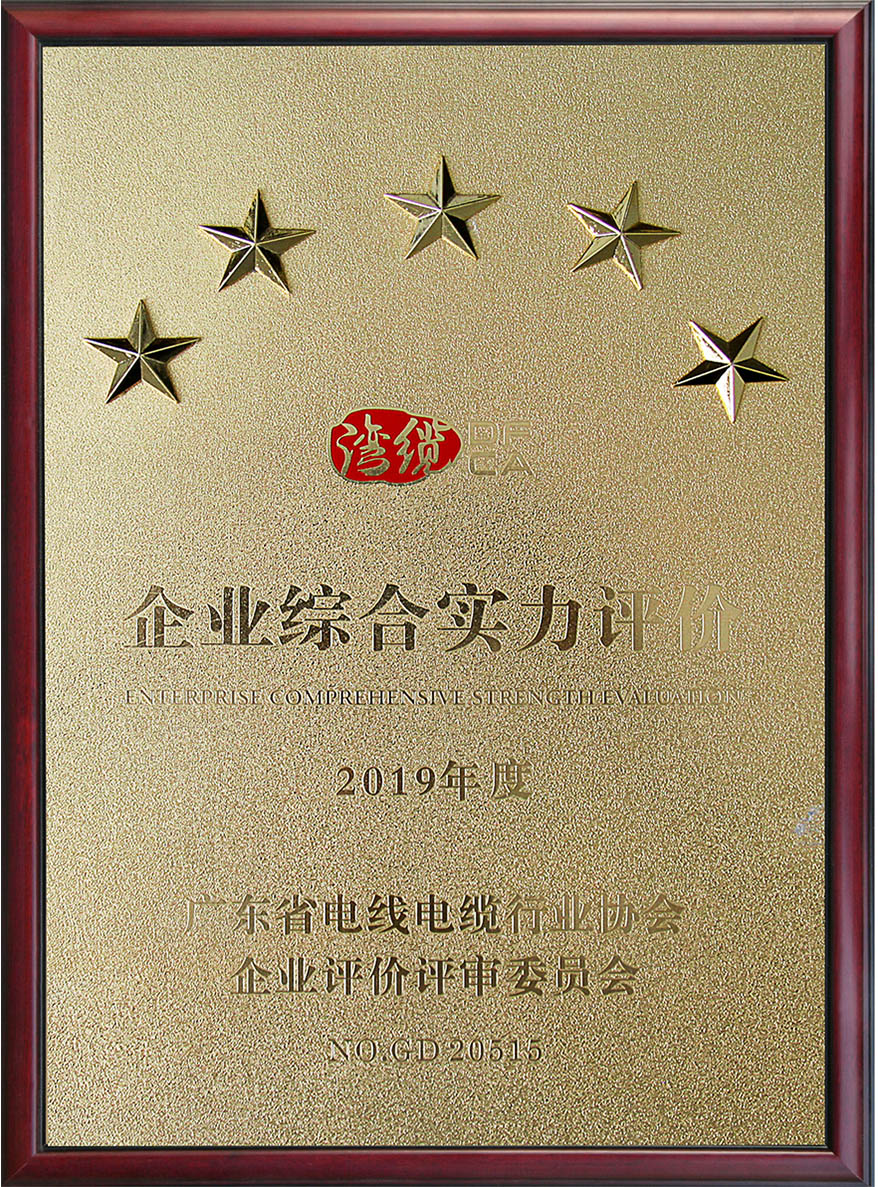 湾缆
DF
CA
企业综合实力评价
ENTERPRISE COMPREHENSIVE STRENGTH EVALUATION
2019年度
广东省电线电缆行业协会
企业评价评审委员会
NO.GD 20515